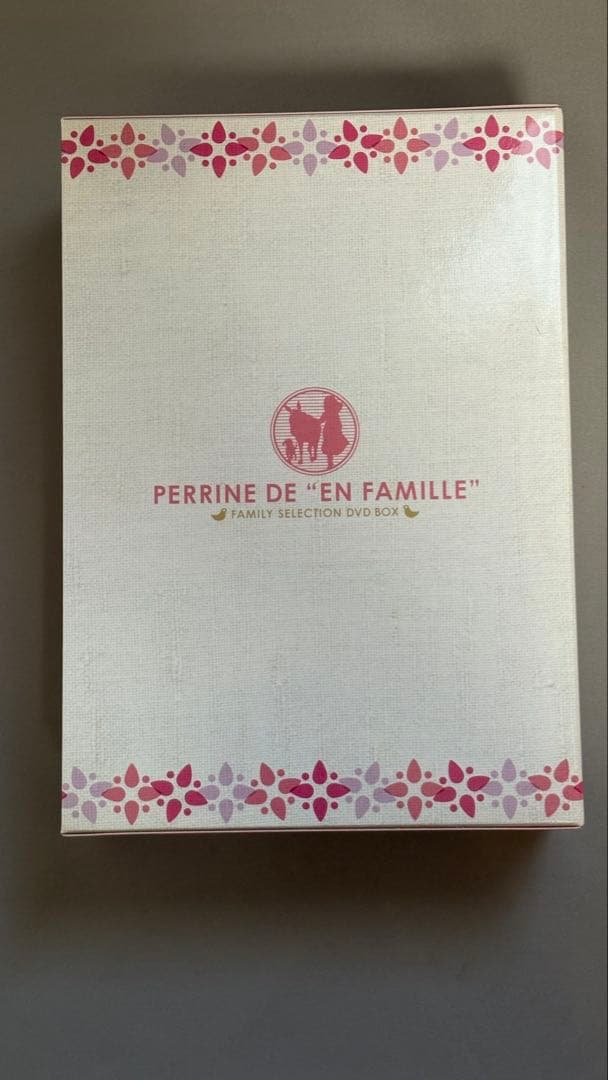 PERRINE DE “EN FAMILLE”
FAMILY SELECTION DVD BOX